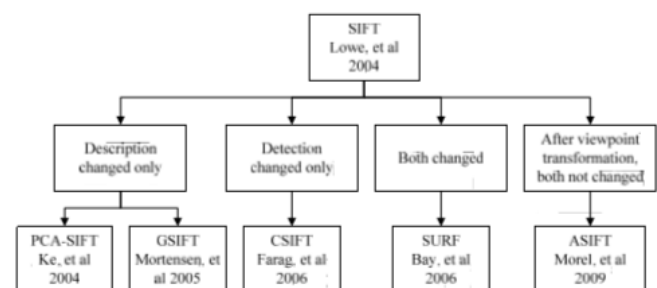 SIFT
Lowe, et al
2004
Description
changed only
Detection
changed only
Both changed
After viewpoint
transformation,
both not changed
PCA-SIFT
Ke, et al
2004
GSIFT
Mortensen, et
al 2005
CSIFT
Farag, et al
2006
SURF
Bay, et al
2006
ASIFT
Morel, et al
2009